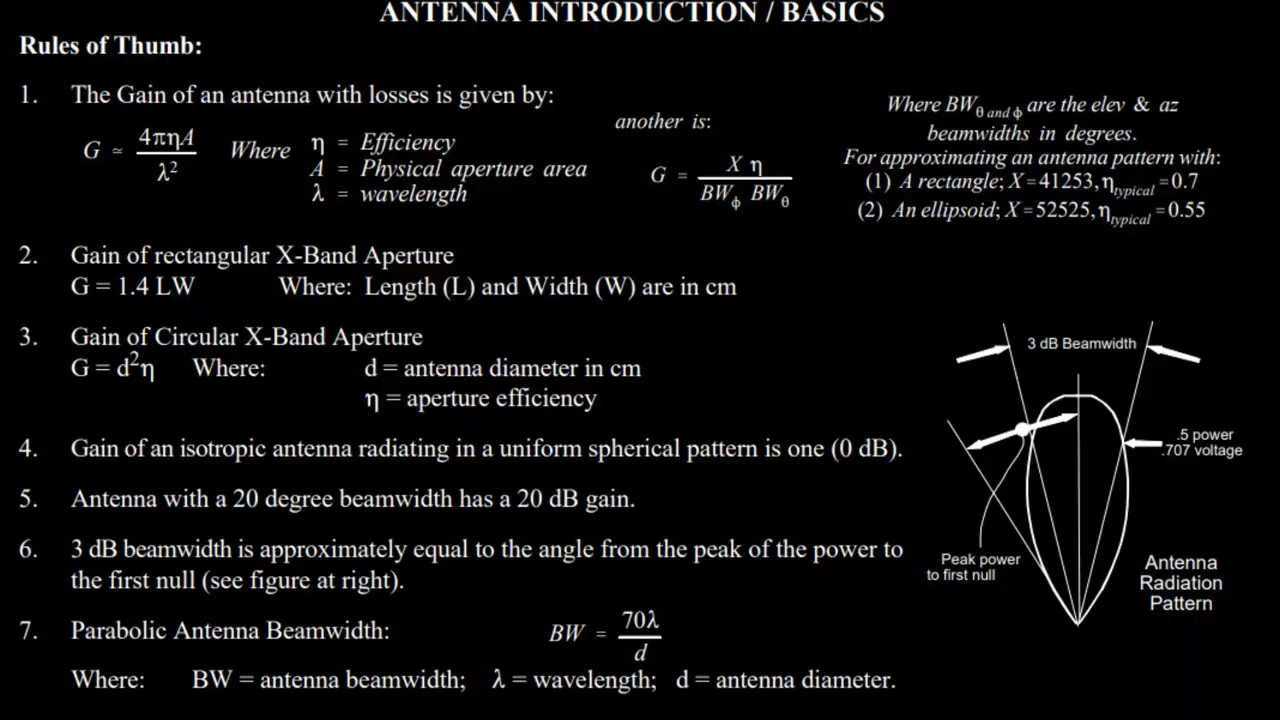 ANTENNA INTRODUCTION / BASICS
Rules of Thumb:
1. The Gain of an antenna with losses is given by:
G ≃ 4πηA / λ² Where η = Efficiency
A = Physical aperture area
λ = wavelength
another is:
G = X η / BWϕ BWθ
Where BWθ and ϕ are the elev & az
beamwidths in degrees.
For approximating an antenna pattern with:
(1) A rectangle; X = 41253, ηtypical = 0.7
(2) An ellipsoid; X = 52525, ηtypical = 0.55
2. Gain of rectangular X-Band Aperture
G = 1.4 LW Where: Length (L) and Width (W) are in cm
3. Gain of Circular X-Band Aperture
G = d²η Where: d = antenna diameter in cm
η = aperture efficiency
4. Gain of an isotropic antenna radiating in a uniform spherical pattern is one (0 dB).
5. Antenna with a 20 degree beamwidth has a 20 dB gain.
6. 3 dB beamwidth is approximately equal to the angle from the peak of the power to
the first null (see figure at right).
7. Parabolic Antenna Beamwidth: BW = 70λ / d
Where: BW = antenna beamwidth; λ = wavelength; d = antenna diameter.
3 dB Beamwidth
.5 power
.707 voltage
Peak power
to first null
Antenna
Radiation
Pattern